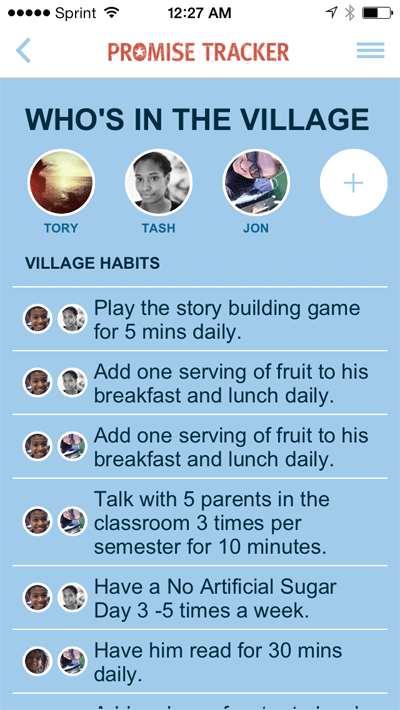 Sprint 12:27 AM
PROMISE TRACKER
WHO'S IN THE VILLAGE
TORY TASH JON
VILLAGE HABITS
Play the story building game
for 5 mins daily.
Add one serving of fruit to his
breakfast and lunch daily.
Add one serving of fruit to his
breakfast and lunch daily.
Talk with 5 parents in the
classroom 3 times per
semester for 10 minutes.
Have a No Artificial Sugar
Day 3 -5 times a week.
Have him read for 30 mins
daily.